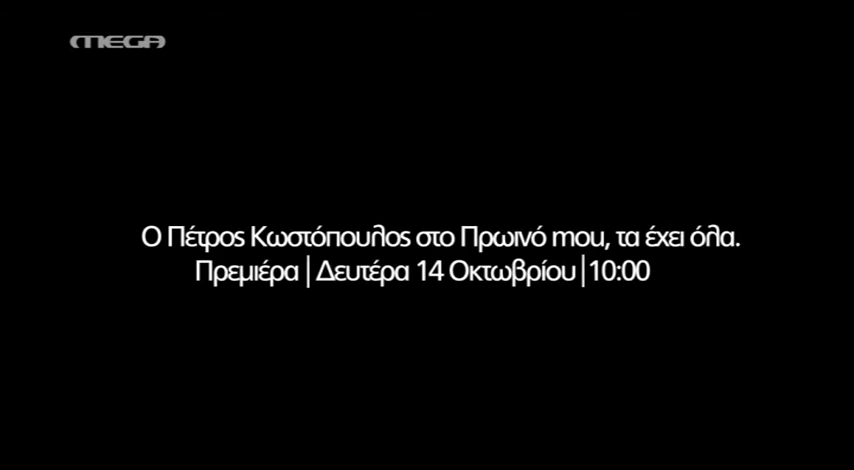 MEGA
Ο Πέτρος Κωστόπουλος στο Πρωινό mou, τα έχει όλα.
Πρεμιέρα | Δευτέρα 14 Οκτωβρίου | 10:00